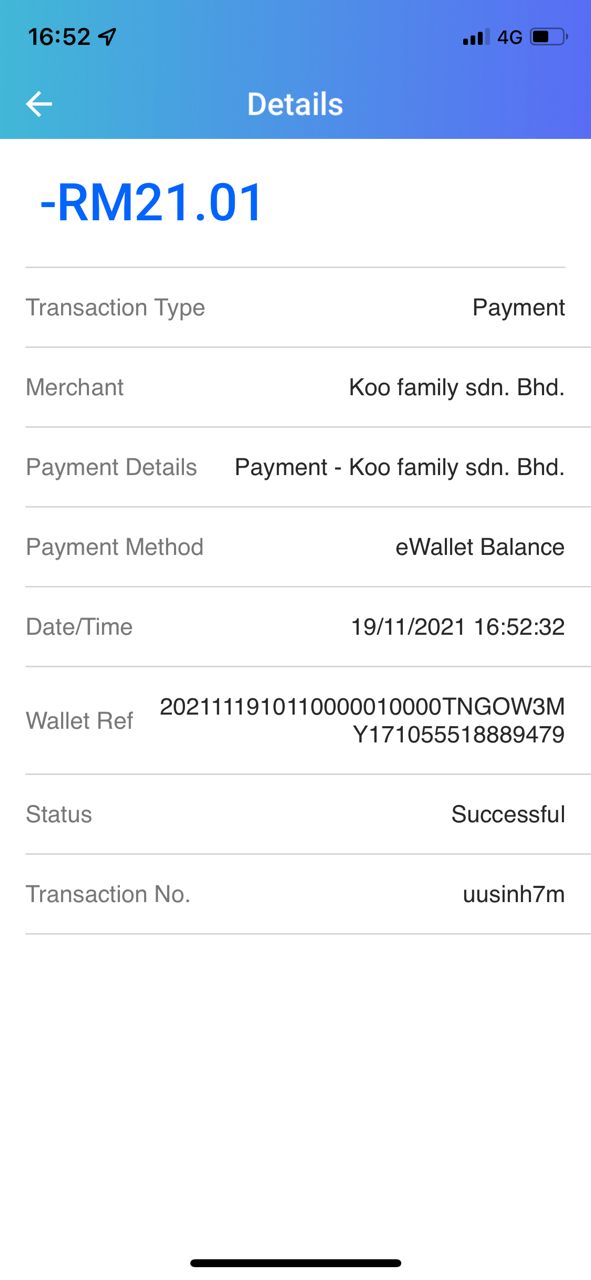 16:52 4G
Details
-RM21.01
Transaction Type Payment
Merchant Koo family sdn. Bhd.
Payment Details Payment - Koo family sdn. Bhd.
Payment Method eWallet Balance
Date/Time 19/11/2021 16:52:32
Wallet Ref 2021111910110000010000TNGOW3M
Y171055518889479
Status Successful
Transaction No. uusinh7m